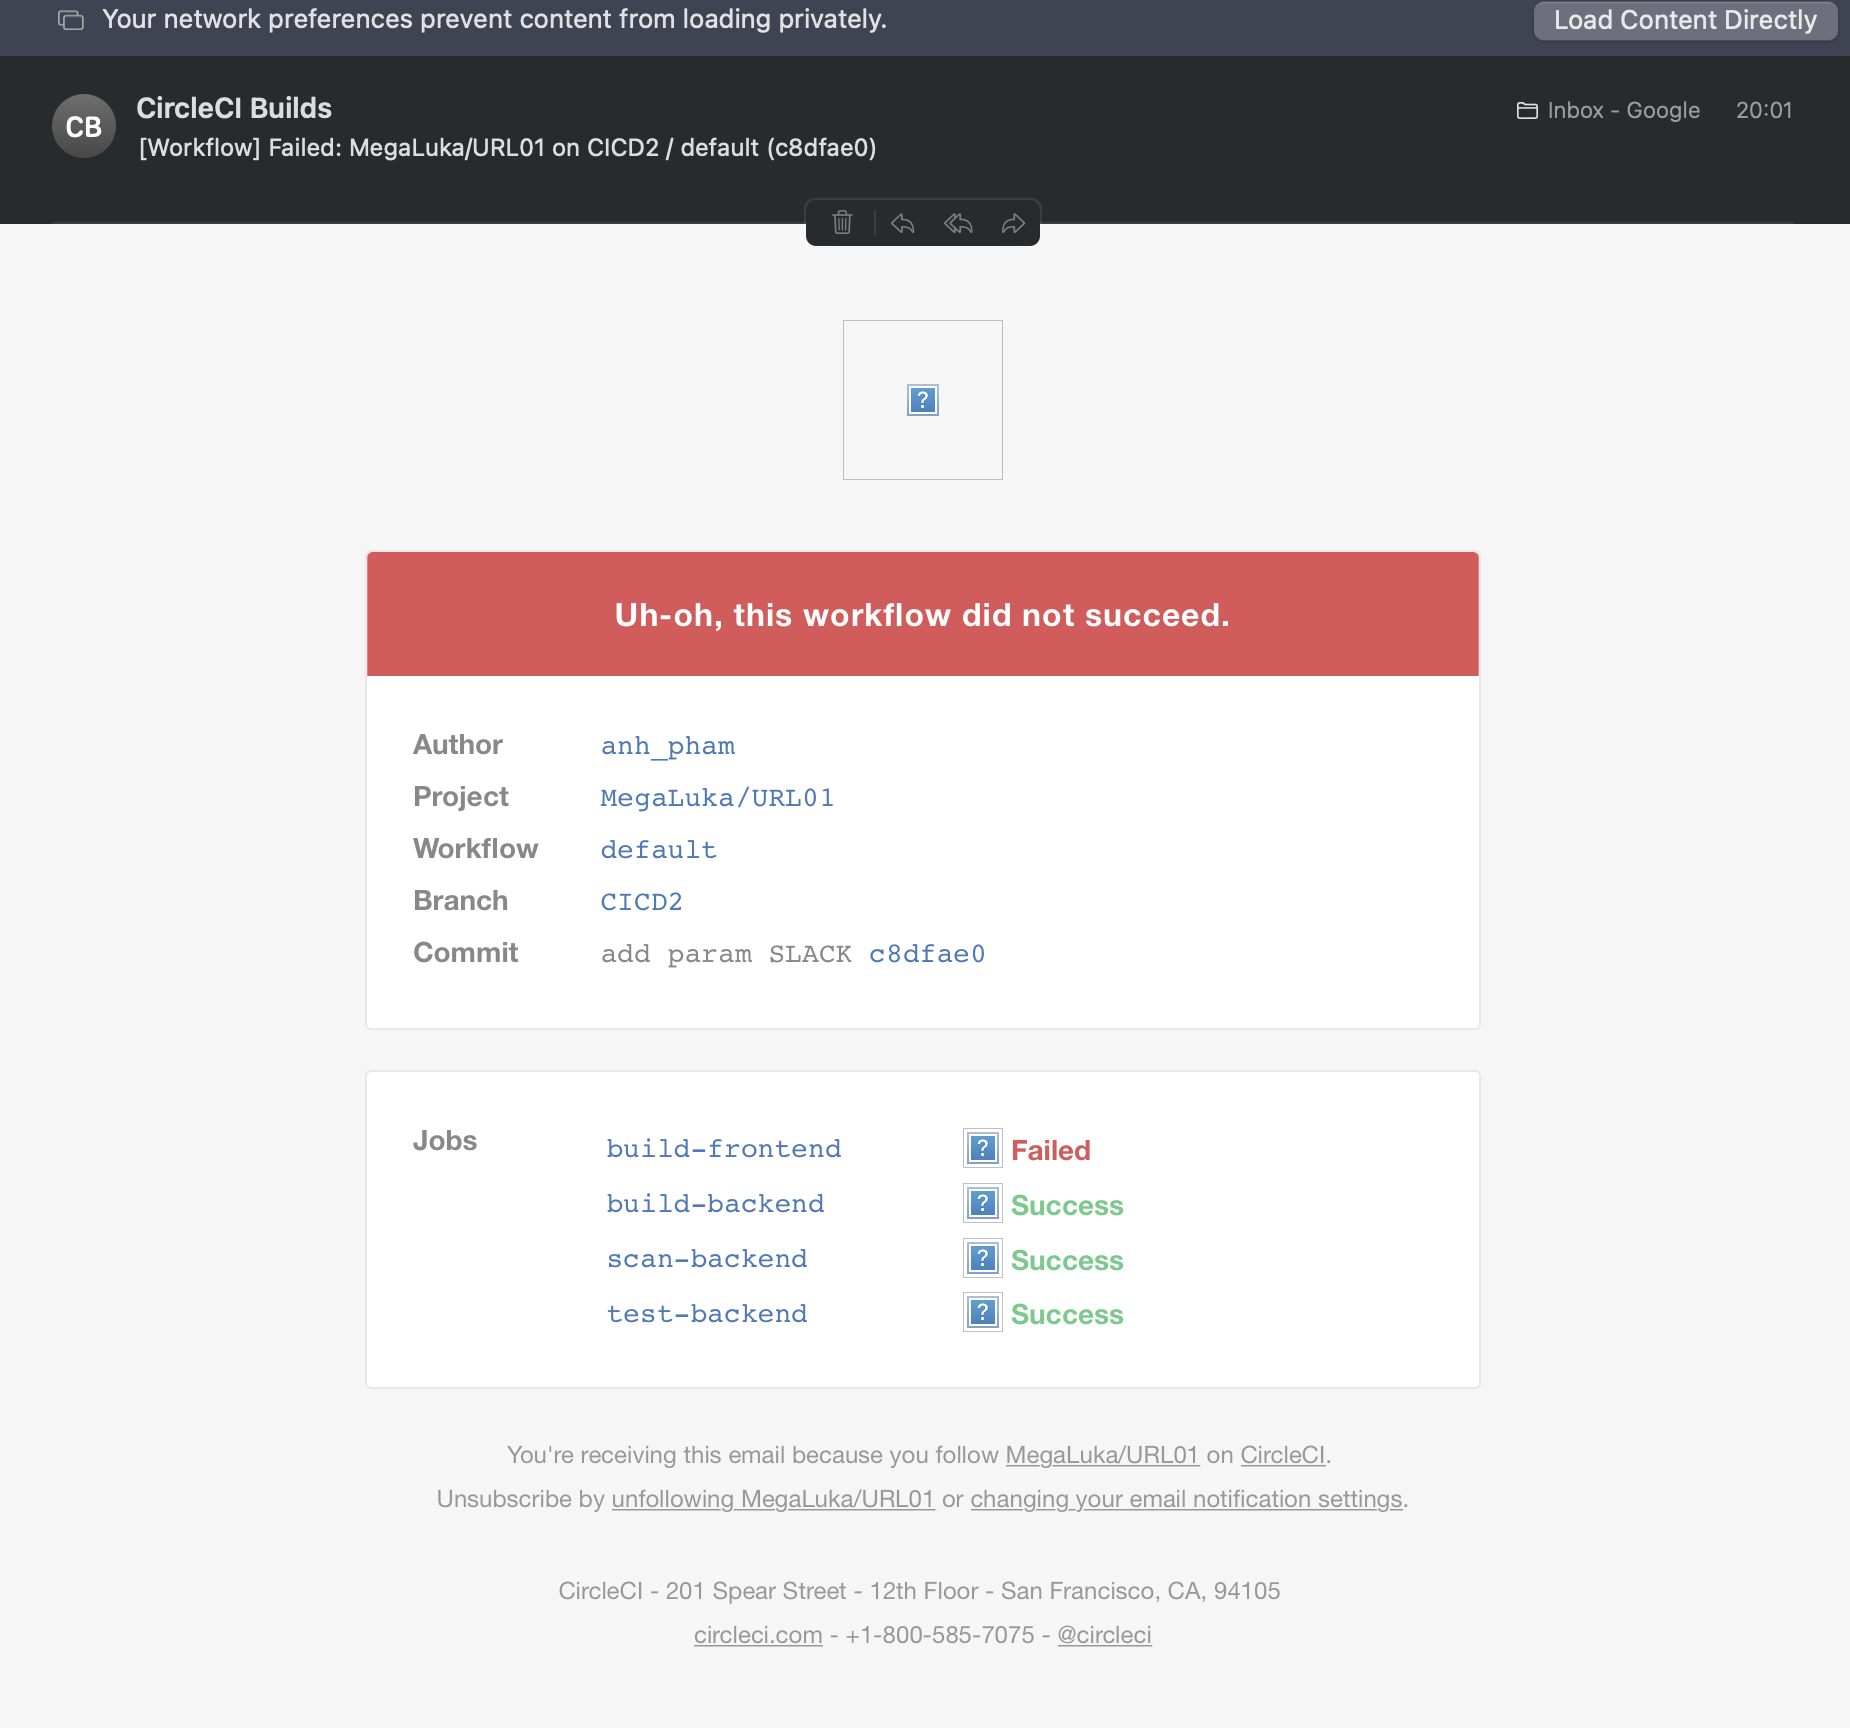 Your network preferences prevent content from loading privately.
Load Content Directly
CB
CircleCI Builds
Inbox - Google 20:01
[Workflow] Failed: MegaLuka/URL01 on CICD2 / default (c8dfae0)
?
Uh-oh, this workflow did not succeed.
Author anh_pham
Project MegaLuka/URL01
Workflow default
Branch CICD2
Commit add param SLACK c8dfae0
Jobs build-frontend ? Failed
build-backend ? Success
scan-backend ? Success
test-backend ? Success
You're receiving this email because you follow MegaLuka/URL01 on CircleCI.
Unsubscribe by unfollowing MegaLuka/URL01 or changing your email notification settings.
CircleCI - 201 Spear Street - 12th Floor - San Francisco, CA, 94105
circleci.com - +1-800-585-7075 - @circleci